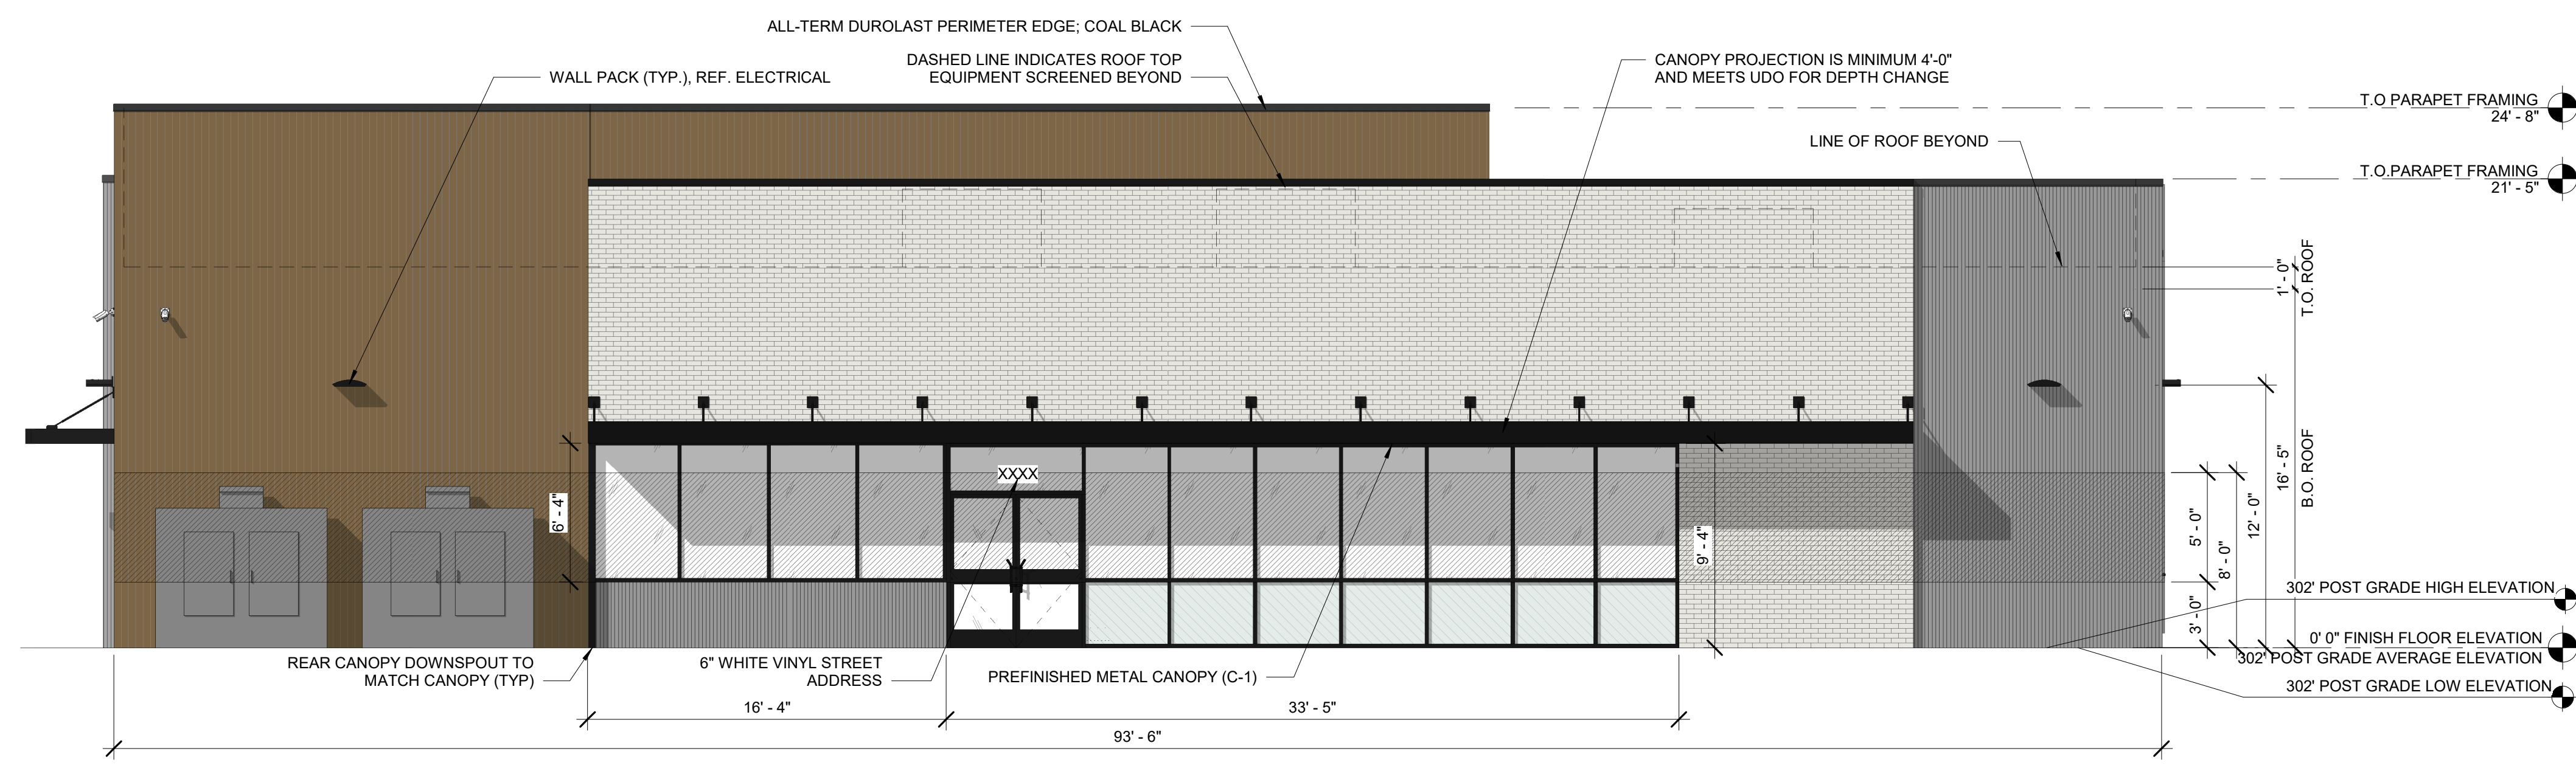 ALL-TERM DUROLAST PERIMETER EDGE; COAL BLACK
DASHED LINE INDICATES ROOF TOP
EQUIPMENT SCREENED BEYOND
WALL PACK (TYP.), REF. ELECTRICAL
CANOPY PROJECTION IS MINIMUM 4'-0"
AND MEETS UDO FOR DEPTH CHANGE
T.O PARAPET FRAMING
24' - 8"
LINE OF ROOF BEYOND
T.O.PARAPET FRAMING
21' - 5"
1' - 0"
T.O. ROOF
16' - 5"
B.O. ROOF
12' - 0"
8' - 0"
5' - 0"
3' - 0"
XXXX
6' - 4"
9' - 4"
302' POST GRADE HIGH ELEVATION
0' 0" FINISH FLOOR ELEVATION
302' POST GRADE AVERAGE ELEVATION
302' POST GRADE LOW ELEVATION
REAR CANOPY DOWNSPOUT TO
MATCH CANOPY (TYP)
6" WHITE VINYL STREET
ADDRESS
PREFINISHED METAL CANOPY (C-1)
16' - 4"
33' - 5"
93' - 6"